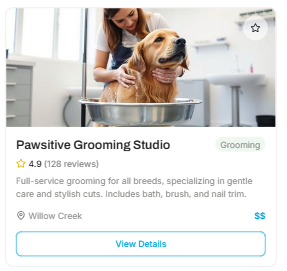 Pawsitive Grooming Studio
Grooming
4.9 (128 reviews)
Full-service grooming for all breeds, specializing in gentle
care and stylish cuts. Includes bath, brush, and nail trim.
Willow Creek
$$
View Details